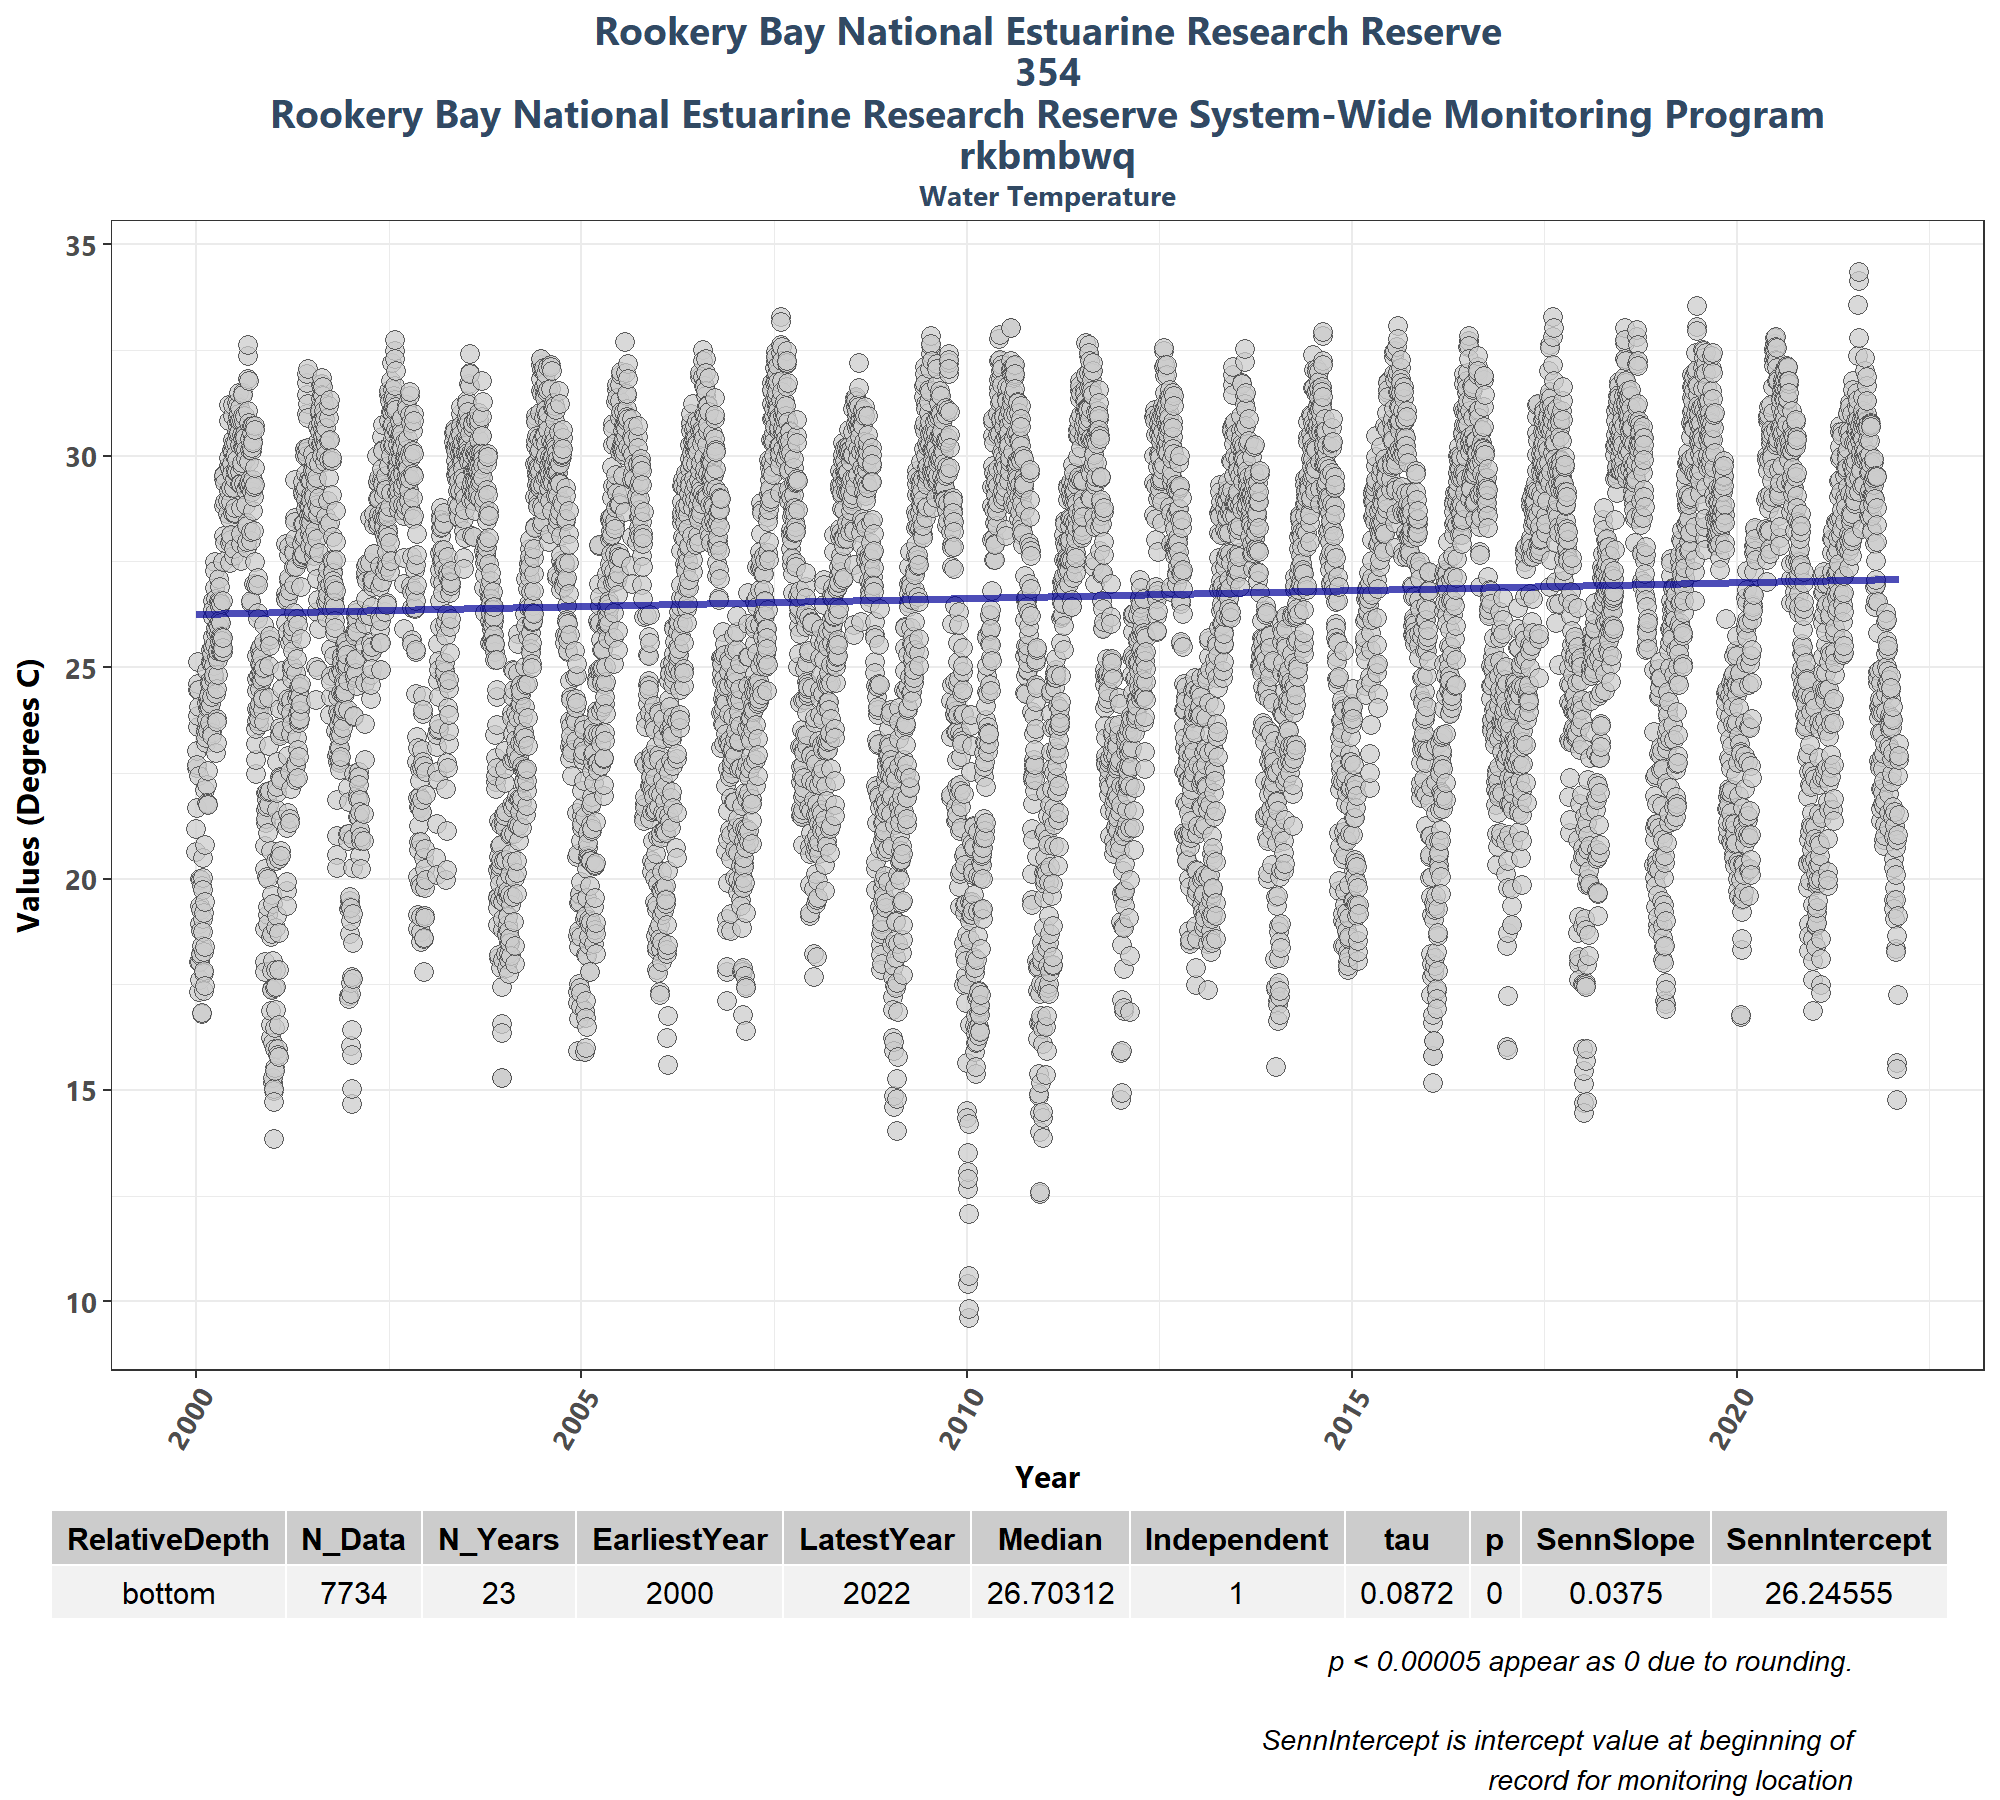 Rookery Bay National Estuarine Research Reserve
354
Rookery Bay National Estuarine Research Reserve System-Wide Monitoring Program
rkbmbwq
Water Temperature
Values (Degrees C)
35
30
25
20
15
10
2000
2005
2010
2015
2020
Year
RelativeDepth N_Data N_Years EarliestYear LatestYear Median Independent tau p SennSlope SennIntercept
bottom 7734 23 2000 2022 26.70312 1 0.0872 0 0.0375 26.24555
p < 0.00005 appear as 0 due to rounding.
SennIntercept is intercept value at beginning of
record for monitoring location